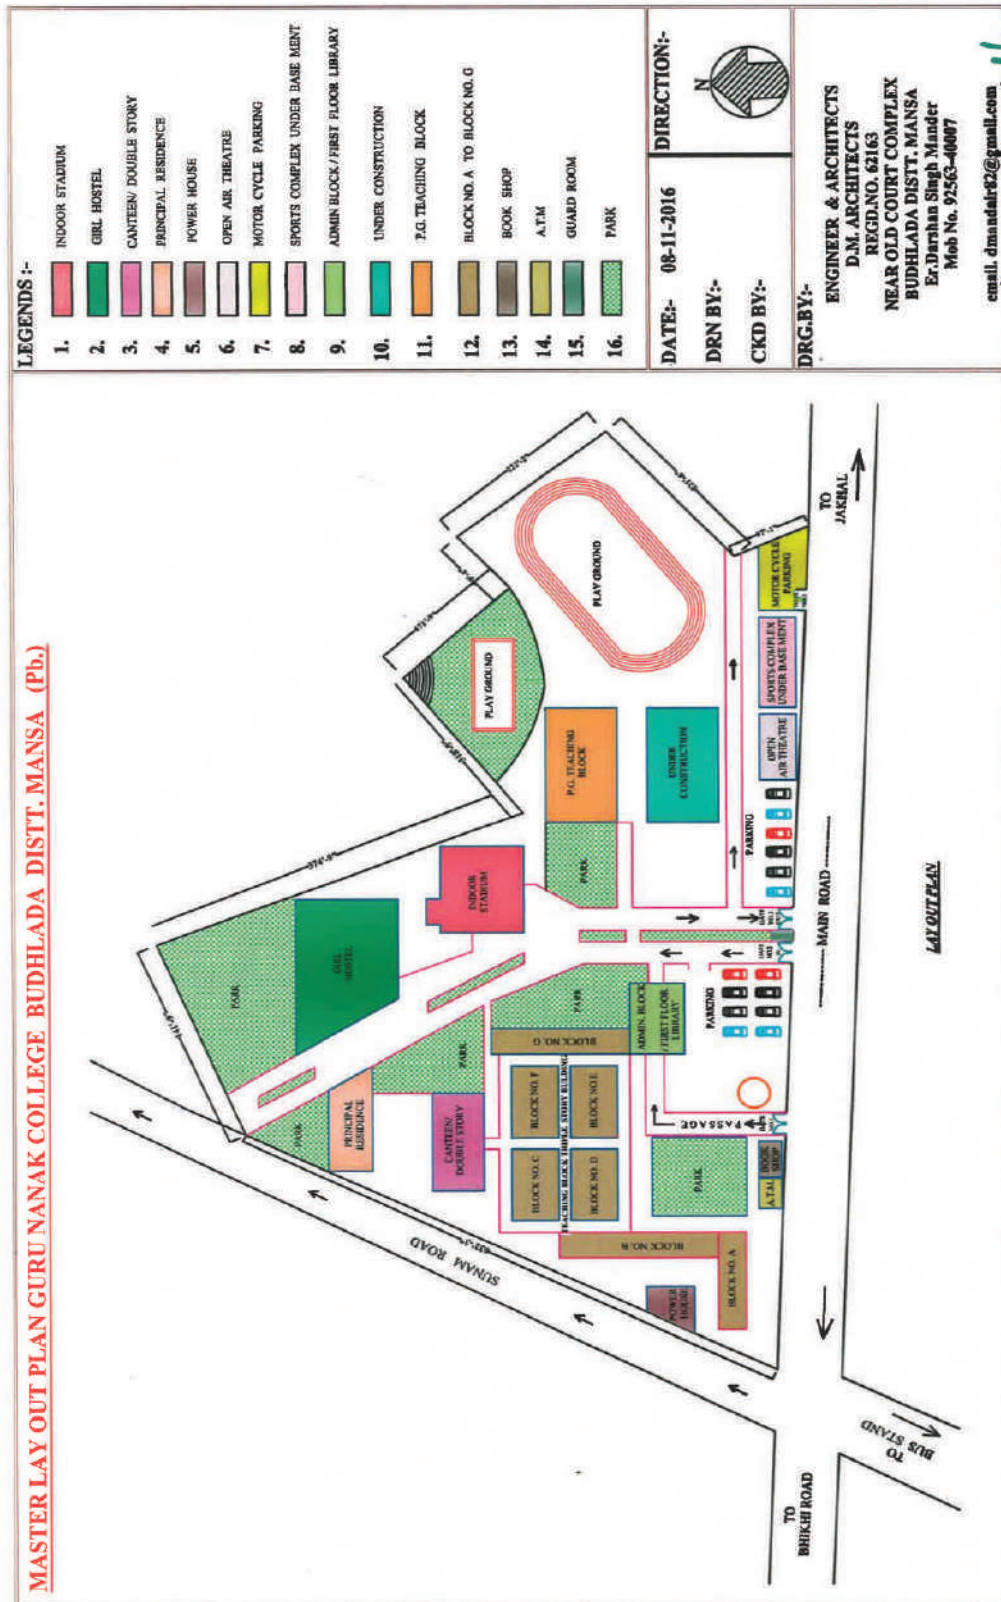 MASTER LAY OUT PLAN GURU NANAK COLLEGE BUDHLADA DISTT. MANSA (Pb.)
LEGENDS :-
1. INDOOR STADIUM
2. GIRL HOSTEL
3. CANTEEN/ DOUBLE STORY
4. PRINCIPAL RESIDENCE
5. POWER HOUSE
6. OPEN AIR THEATRE
7. MOTOR CYCLE PARKING
8. SPORTS COMPLEX UNDER BASE MENT
9. ADMIN BLOCK / FIRST FLOOR LIBRARY
10. UNDER CONSTRUCTION
11. P.G. TEACHING BLOCK
12. BLOCK NO. A TO BLOCK NO. G
13. BOOK SHOP
14. A.T.M
15. GUARD ROOM
16. PARK
DATE:- 08-11-2016
DRN BY:-
CKD BY:-
DIRECTION:-
N
DRG.BY:-
ENGINEER & ARCHITECTS
D.M. ARCHITECTS
REGD.NO. 62163
NEAR OLD COURT COMPLEX
BUDHLADA DISTT. MANSA
Er.Darshan Singh Mander
Mob No. 92563-40007
email. dmandair82@gmail.com
PARK
GIRL
HOSTEL
INDOOR
STADIUM
PLAY GROUND
PLAY GROUND
PARK
PRINCIPAL
RESIDENCE
PARK
CANTEEN/
DOUBLE STORY
PARK
P.G. TEACHING
BLOCK
PARK
UNDER
CONSTRUCTION
BLOCK NO. G
BLOCK NO. F
BLOCK NO. E
BLOCK NO. C
BLOCK NO. D
TEACHING BLOCK TRIPLE STORY BULDING
BLOCK NO. B
BLOCK NO. A
POWER
HOUSE
ADMIN. BLOCK
/FIRST FLOOR
LIBRARY
PARK
PASSAGE
A.T.M.
BOOK
SHOP
PARKING
PARKING
OPEN
AIR THEATRE
SPORTS COMPLEX
UNDER BASE MENT
MOTOR CYCLE
PARKING
SUNAM ROAD
MAIN ROAD
TO
JAKHAL
TO
BHIKHI ROAD
TO
BUS STAND
LAY OUT PLAN